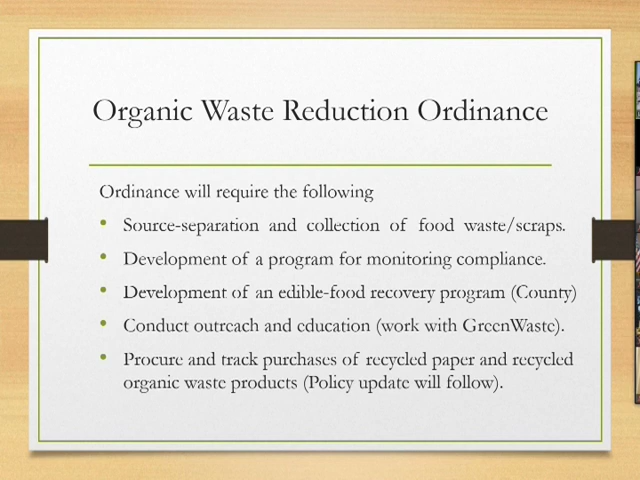 Organic Waste Reduction Ordinance
Ordinance will require the following
• Source-separation and collection of food waste/scraps.
• Development of a program for monitoring compliance.
• Development of an edible-food recovery program (County)
• Conduct outreach and education (work with GreenWaste).
• Procure and track purchases of recycled paper and recycled
organic waste products (Policy update will follow).